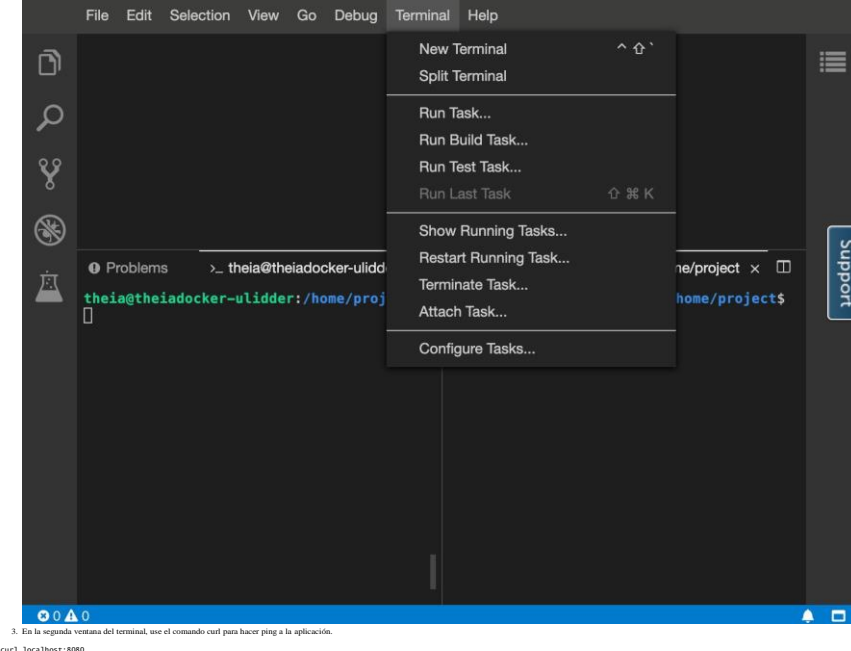 File Edit Selection View Go Debug Terminal Help
New Terminal ^ ⇧ `
Split Terminal
Run Task...
Run Build Task...
Run Test Task...
Run Last Task ⇧ ⌘ K
Show Running Tasks...
Restart Running Task...
Terminate Task...
Attach Task...
Configure Tasks...
Support
Problems >_ theia@theiadocker-ulidd ne/project ×
theia@theiadocker-ulidder:/home/proj home/project$
0 0
3. En la segunda ventana del terminal, use el comando curl para hacer ping a la aplicación.
curl localhost:8080